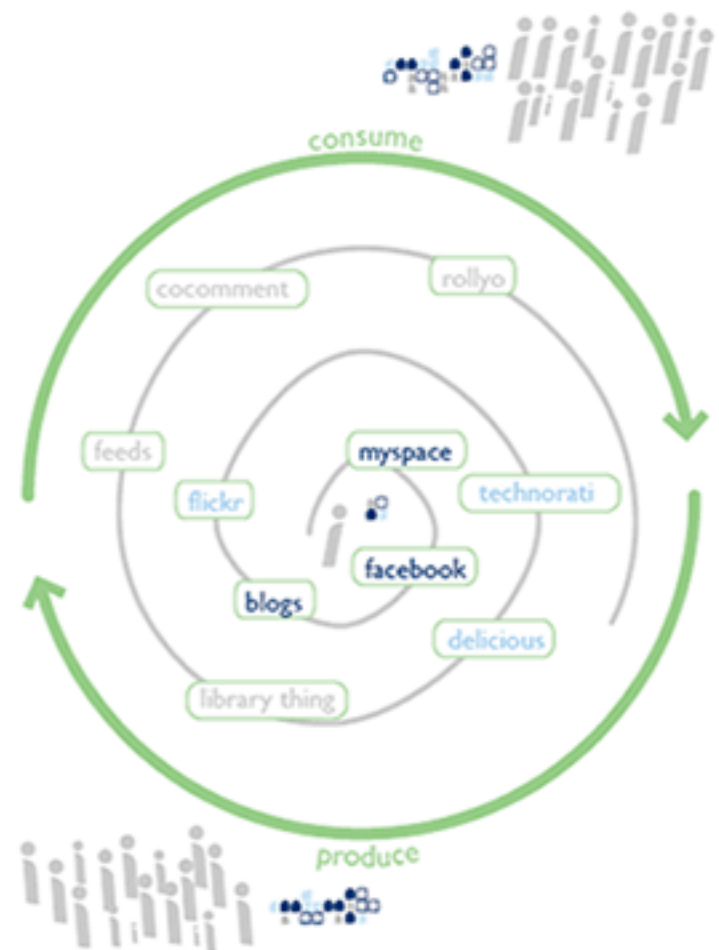 consume
cocomment
rollyo
feeds
myspace
flickr
technorati
facebook
blogs
delicious
library thing
produce